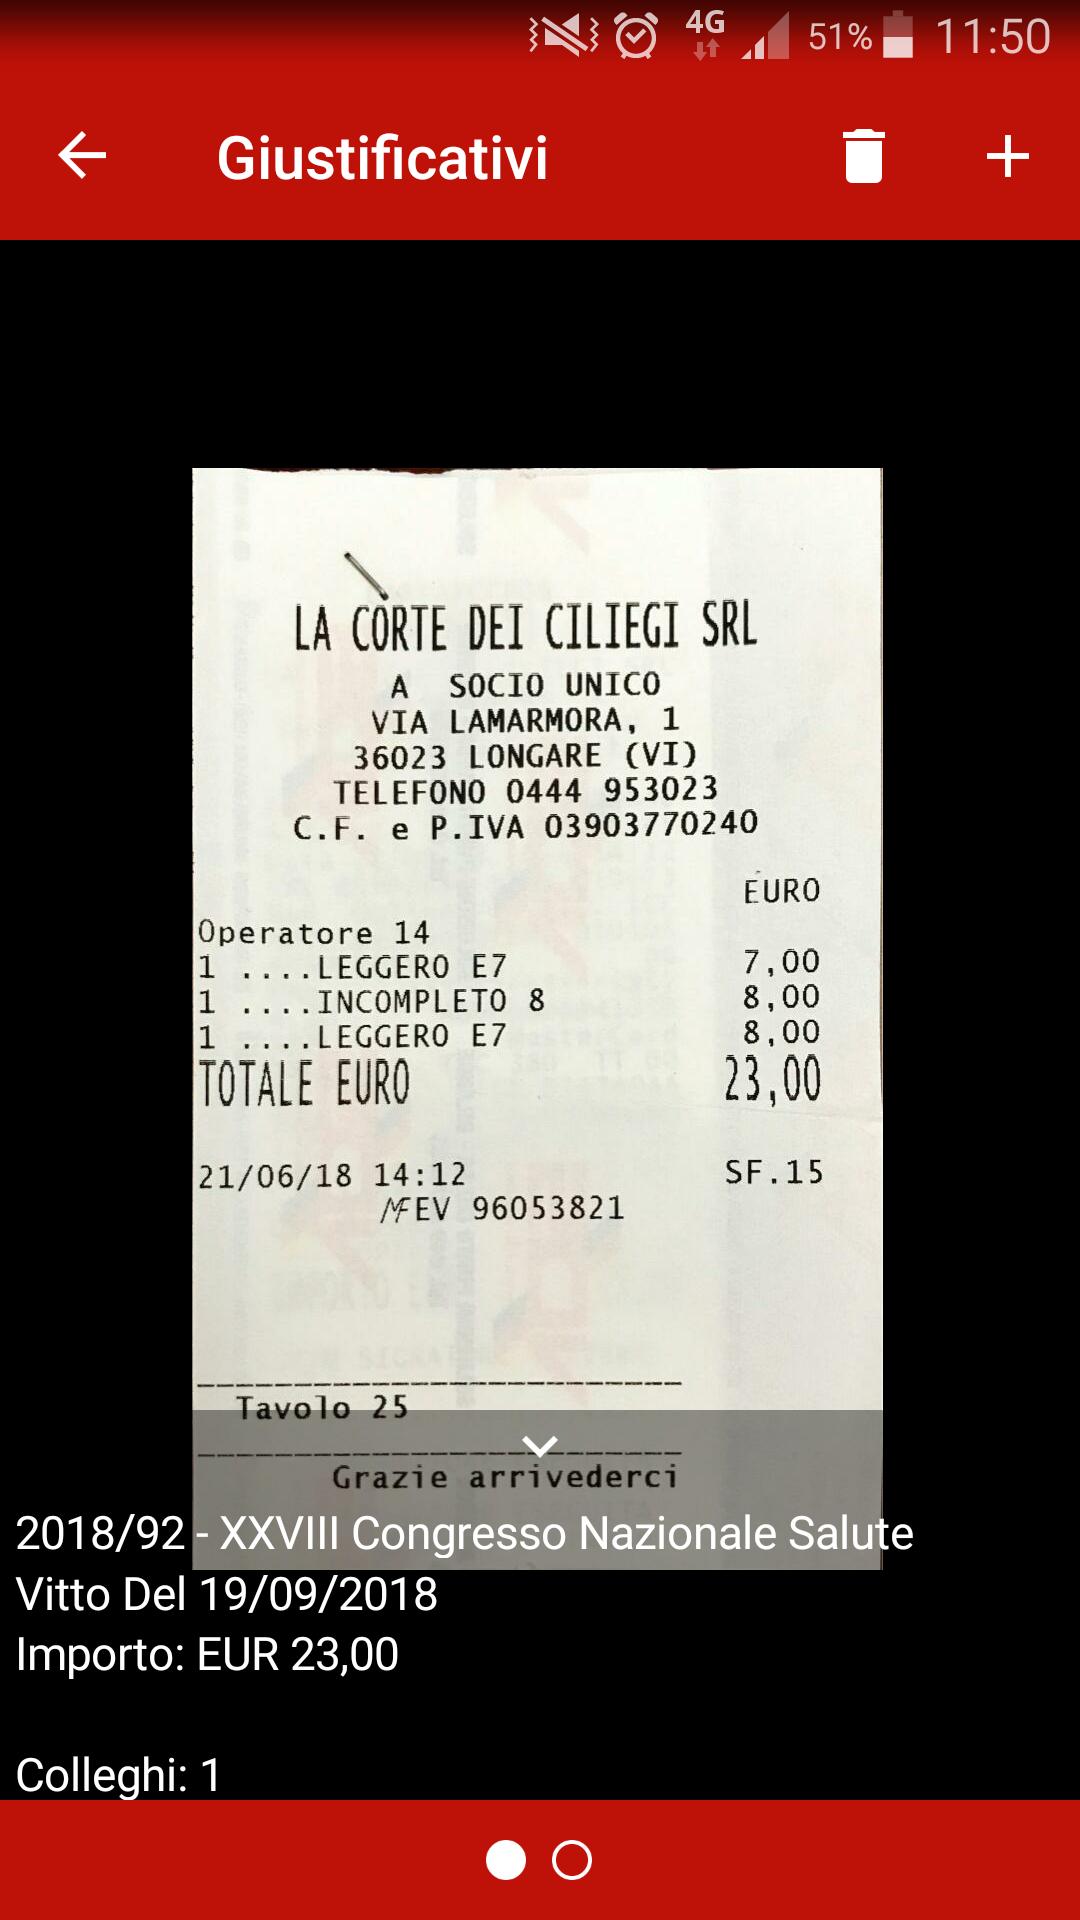 4G 51% 11:50
Giustificativi
LA CORTE DEI CILIEGI SRL
A SOCIO UNICO
VIA LAMARMORA, 1
36023 LONGARE (VI)
TELEFONO 0444 953023
C.F. e P.IVA 03903770240
EURO
Operatore 14
1 ....LEGGERO E7 7,00
1 ....INCOMPLETO 8 8,00
1 ....LEGGERO E7 8,00
TOTALE EURO 23,00
21/06/18 14:12 SF.15
MFEV 96053821
Tavolo 25
Grazie arrivederci
2018/92 - XXVIII Congresso Nazionale Salute
Vitto Del 19/09/2018
Importo: EUR 23,00
Colleghi: 1